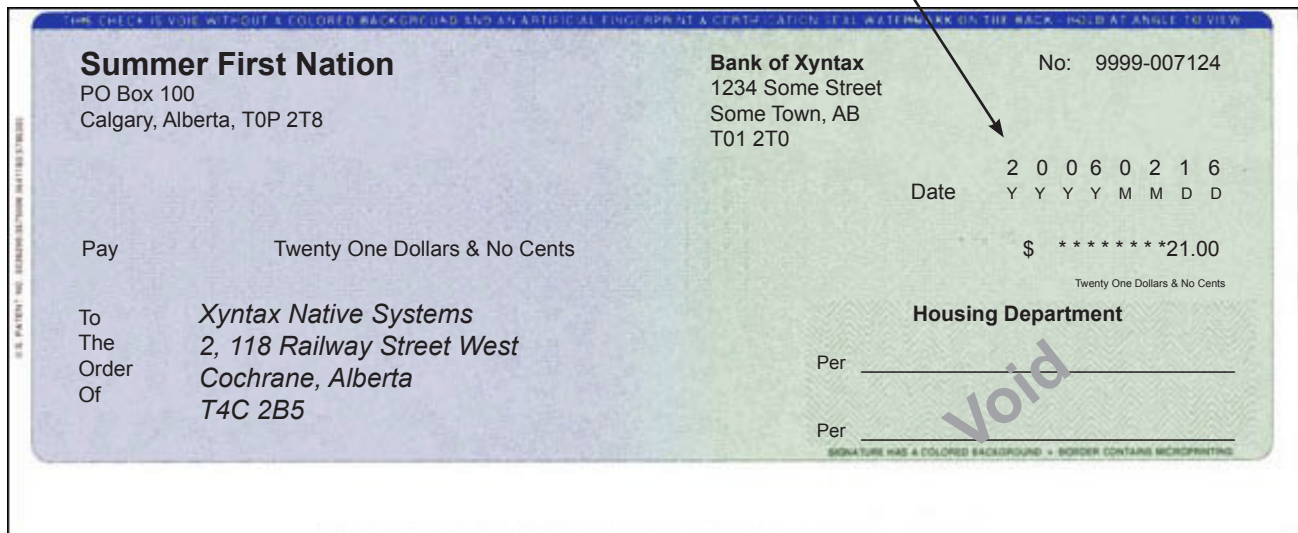 THIS CHECK IS VOID WITHOUT A COLORED BACKGROUND AND AN ARTIFICIAL FINGERPRINT & CERTIFICATION SEAL WATERMARK ON THE BACK - HOLD AT ANGLE TO VIEW
Summer First Nation
PO Box 100
Calgary, Alberta, T0P 2T8
Bank of Xyntax
1234 Some Street
Some Town, AB
T01 2T0
No: 9999-007124
2 0 0 6 0 2 1 6
Date Y Y Y Y M M D D
Pay Twenty One Dollars & No Cents
$ * * * * * * * *21.00
Twenty One Dollars & No Cents
To The Order Of
Xyntax Native Systems
2, 118 Railway Street West
Cochrane, Alberta
T4C 2B5
Housing Department
Per
Void
Per
SIGNATURE HAS A COLORED BACKGROUND • BORDER CONTAINS MICROPRINTING
U.S. PATENT NO.